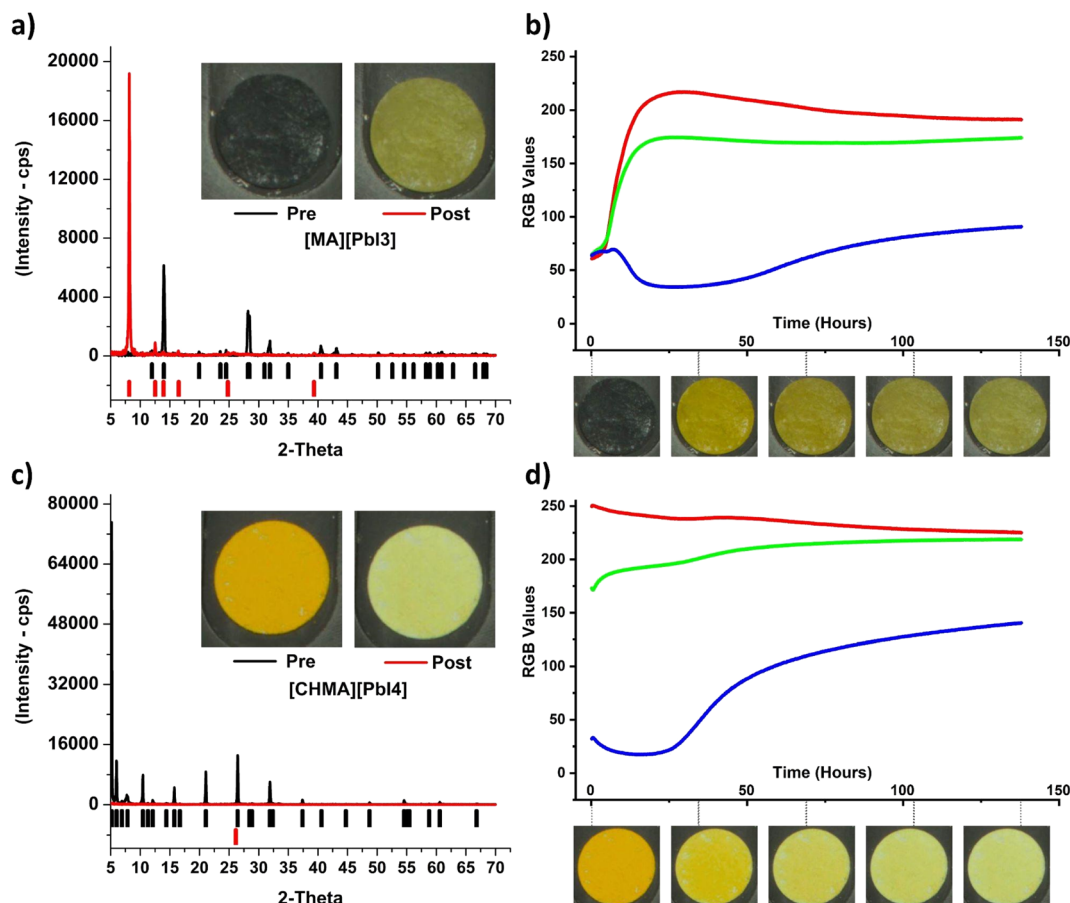 a)
(Intensity - cps)
20000
16000
12000
8000
4000
0
Pre
Post
[MA][PbI3]
5 10 15 20 25 30 35 40 45 50 55 60 65 70
2-Theta
b)
RGB Values
250
200
150
100
50
0
Time (Hours)
0 50 100 150
c)
(Intensity - cps)
80000
64000
48000
32000
16000
0
Pre
Post
[CHMA][PbI4]
5 10 15 20 25 30 35 40 45 50 55 60 65 70
2-Theta
d)
RGB Values
250
200
150
100
50
0
Time (Hours)
0 50 100 150